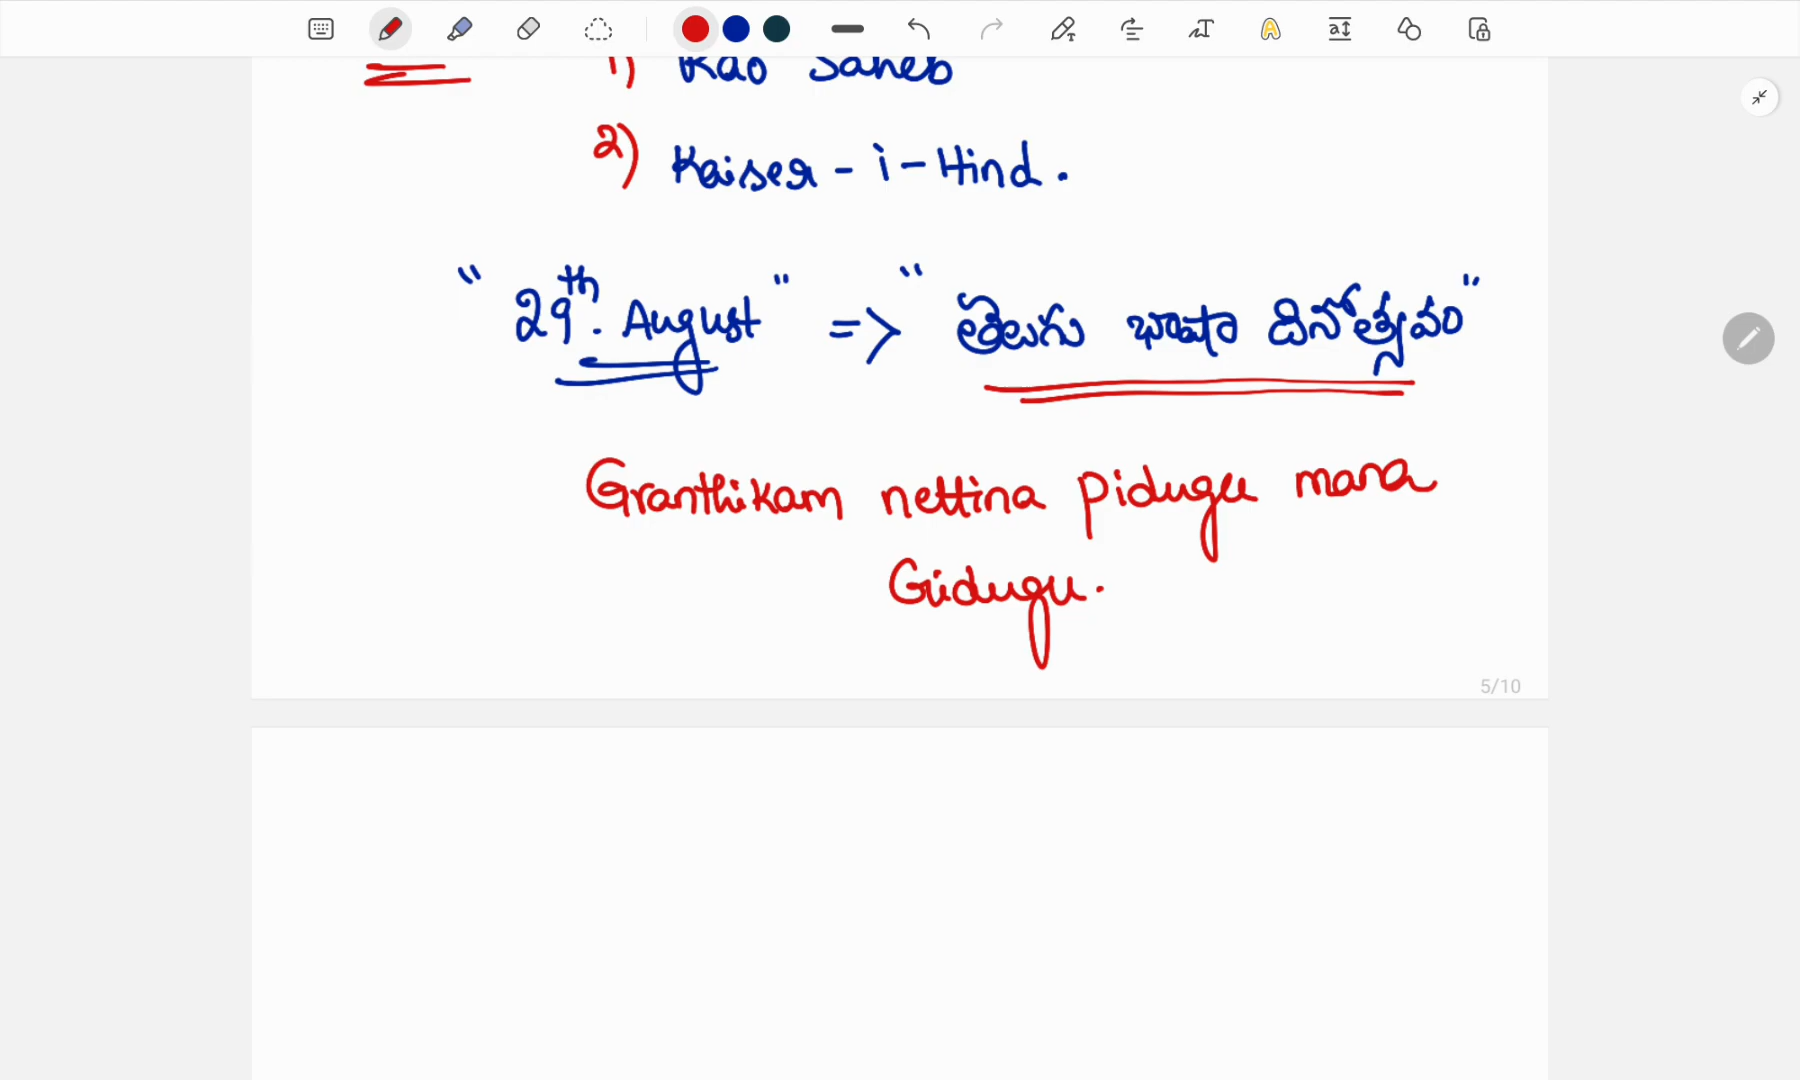 1) Rao Saheb
2) Kaiser - i - Hind.
" 29th. August " => " తెలుగు భాషా దినోత్సవం "
Granthikam nettina pidugu mana
Gidugu.
5/10